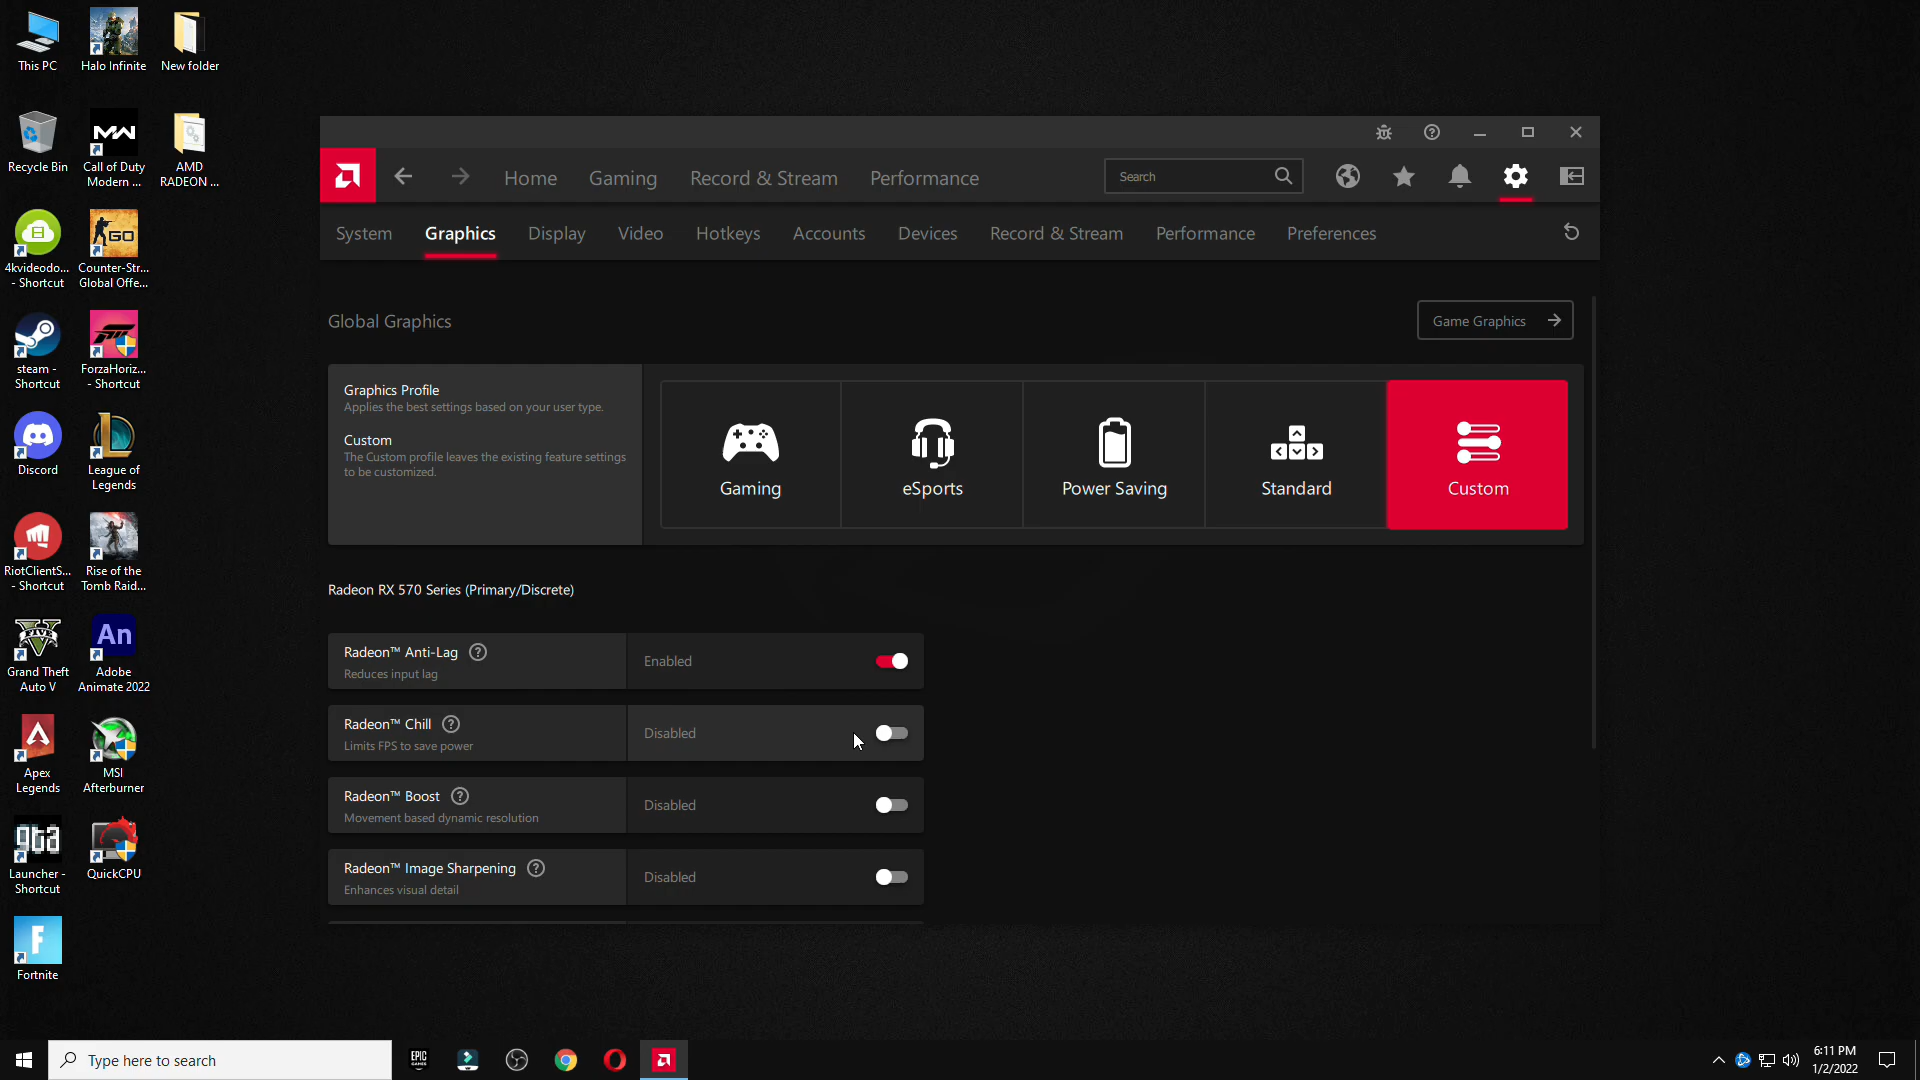 This PC
Halo Infinite
New folder
Recycle Bin
Call of Duty
Modern ...
AMD
RADEON ...
4kvideodo...
- Shortcut
Counter-Str...
Global Offe...
steam -
Shortcut
ForzaHoriz...
- Shortcut
Discord
League of
Legends
RiotClientS...
- Shortcut
Rise of the
Tomb Raid...
Grand Theft
Auto V
An
Adobe
Animate 2022
Apex
Legends
MSI
Afterburner
gta
Launcher -
Shortcut
QuickCPU
Fortnite
Home
Gaming
Record & Stream
Performance
Search
System
Graphics
Display
Video
Hotkeys
Accounts
Devices
Record & Stream
Performance
Preferences
Global Graphics
Game Graphics
Graphics Profile
Applies the best settings based on your user type.
Custom
The Custom profile leaves the existing feature settings
to be customized.
Gaming
eSports
Power Saving
Standard
Custom
Radeon RX 570 Series (Primary/Discrete)
Radeon™ Anti-Lag
Reduces input lag
Enabled
Radeon™ Chill
Limits FPS to save power
Disabled
Radeon™ Boost
Movement based dynamic resolution
Disabled
Radeon™ Image Sharpening
Enhances visual detail
Disabled
Type here to search
EPIC
GAMES
6:11 PM
1/2/2022